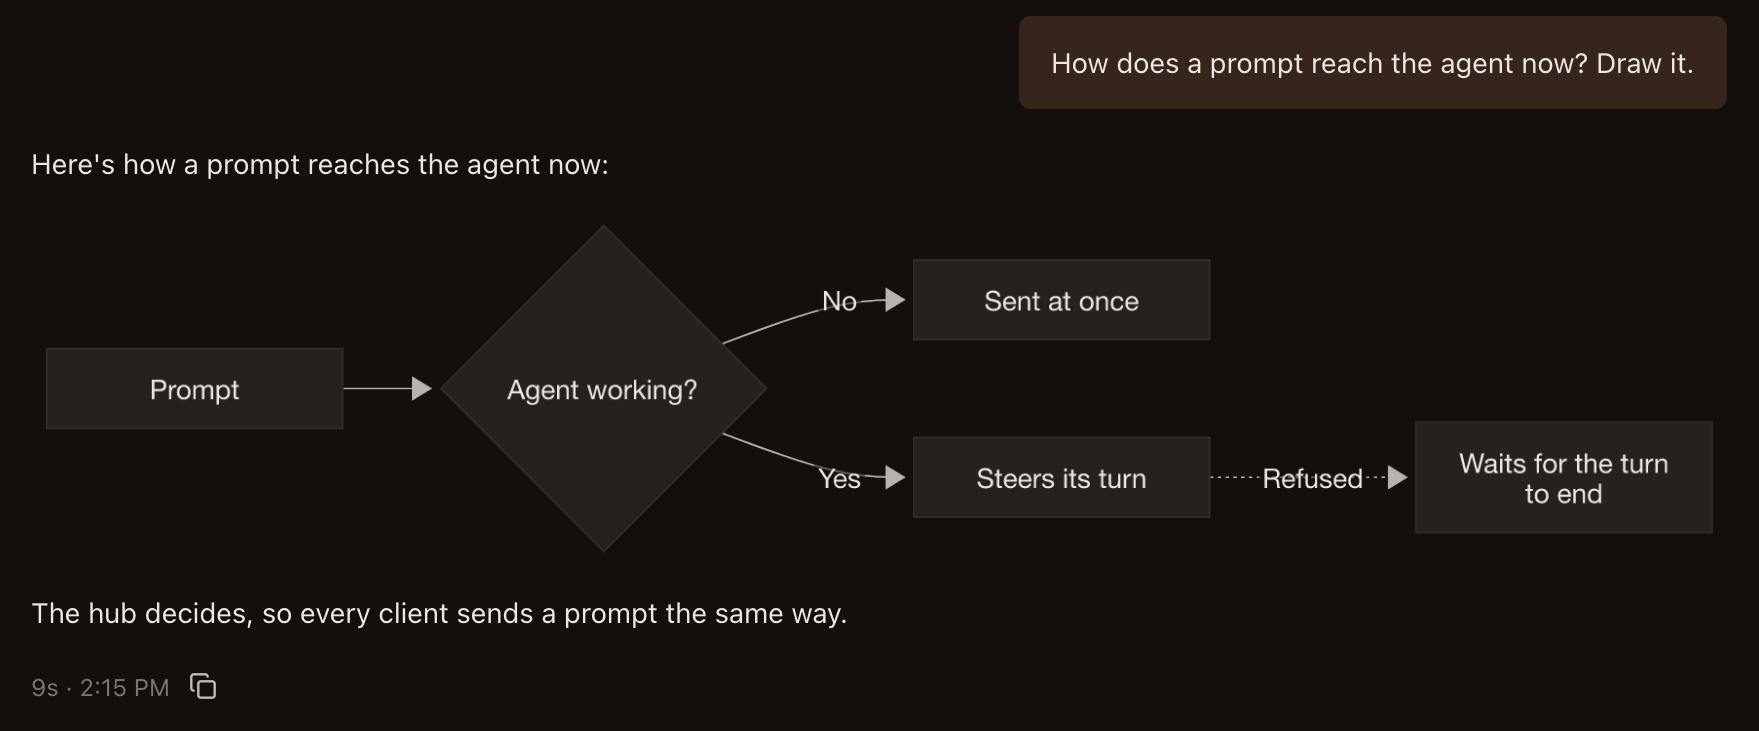 How does a prompt reach the agent now? Draw it.
Here's how a prompt reaches the agent now:
Prompt
Agent working?
No
Sent at once
Yes
Steers its turn
Refused
Waits for the turn
to end
The hub decides, so every client sends a prompt the same way.
9s · 2:15 PM